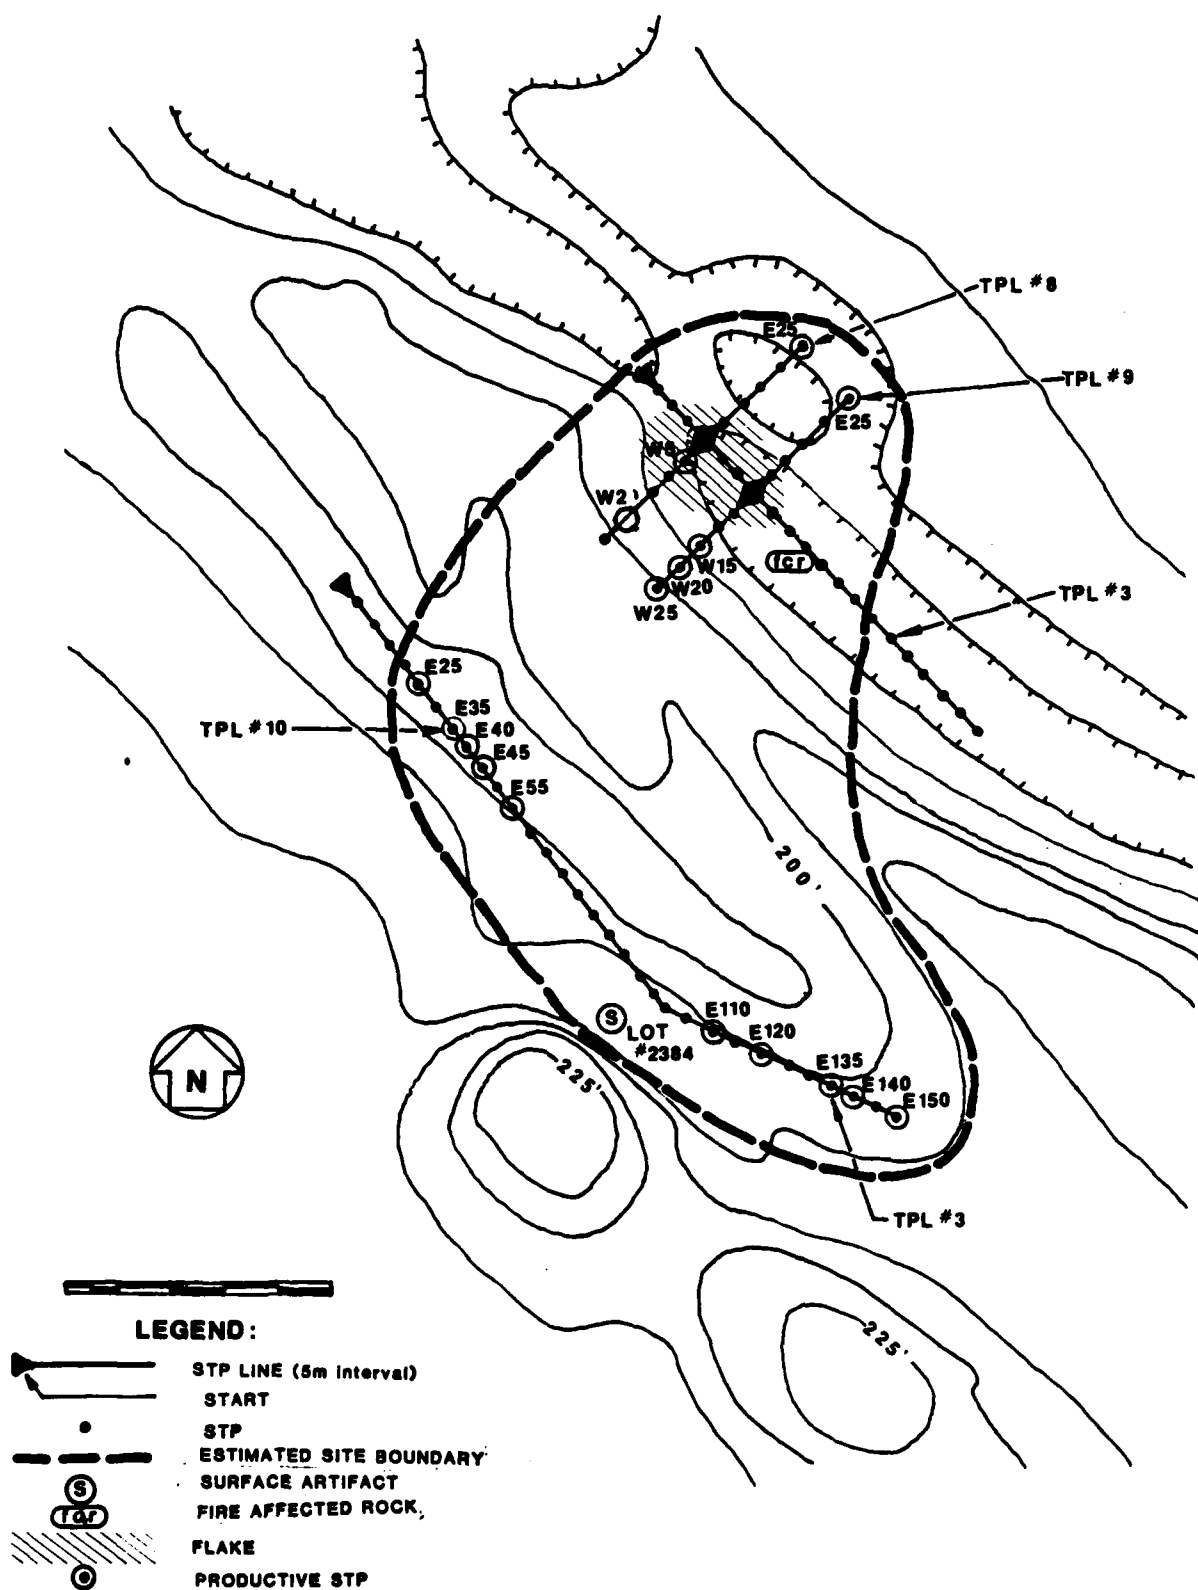 TPL #8
E25
TPL #9
E25
W5
W2
W15
fcr
W20
W25
TPL #3
E25
E35
TPL #10
E40
E45
E55
200'
S
LOT
#2384
E110
E120
E135
E140
E150
N
225'
TPL #3
225'
LEGEND:
STP LINE (5m interval)
START
STP
ESTIMATED SITE BOUNDARY
S
SURFACE ARTIFACT
fcr
FIRE AFFECTED ROCK
FLAKE
PRODUCTIVE STP